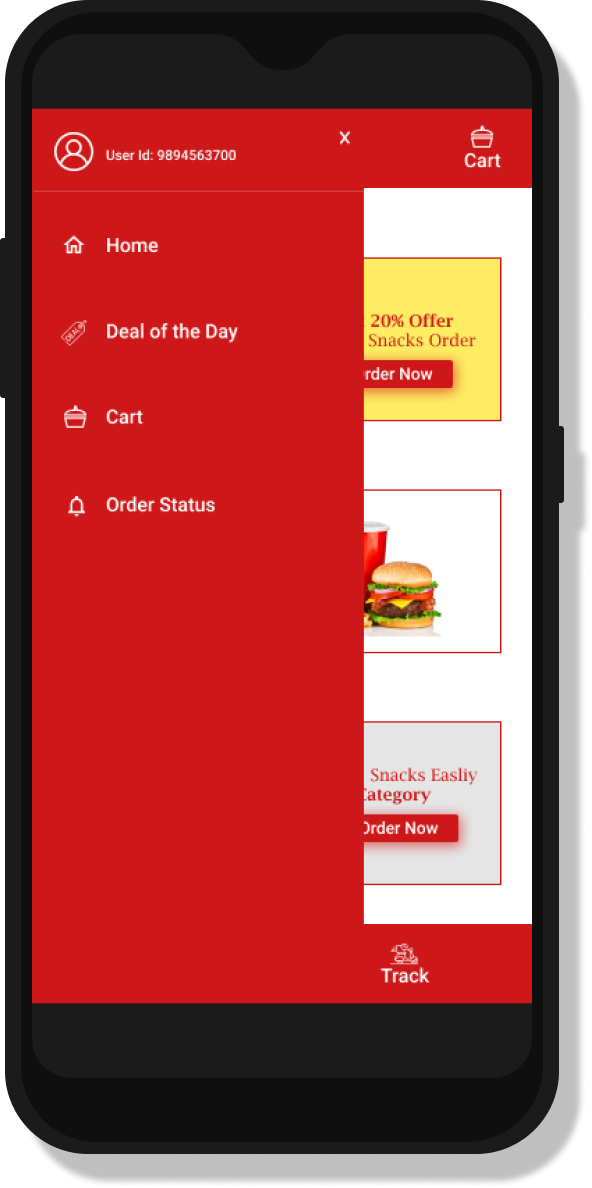 User Id: 9894563700
X
Cart
Home
DEAL
Deal of the Day
Cart
Order Status
20% Offer
Snacks Order
rder Now
Snacks Easliy
Category
Order Now
Track